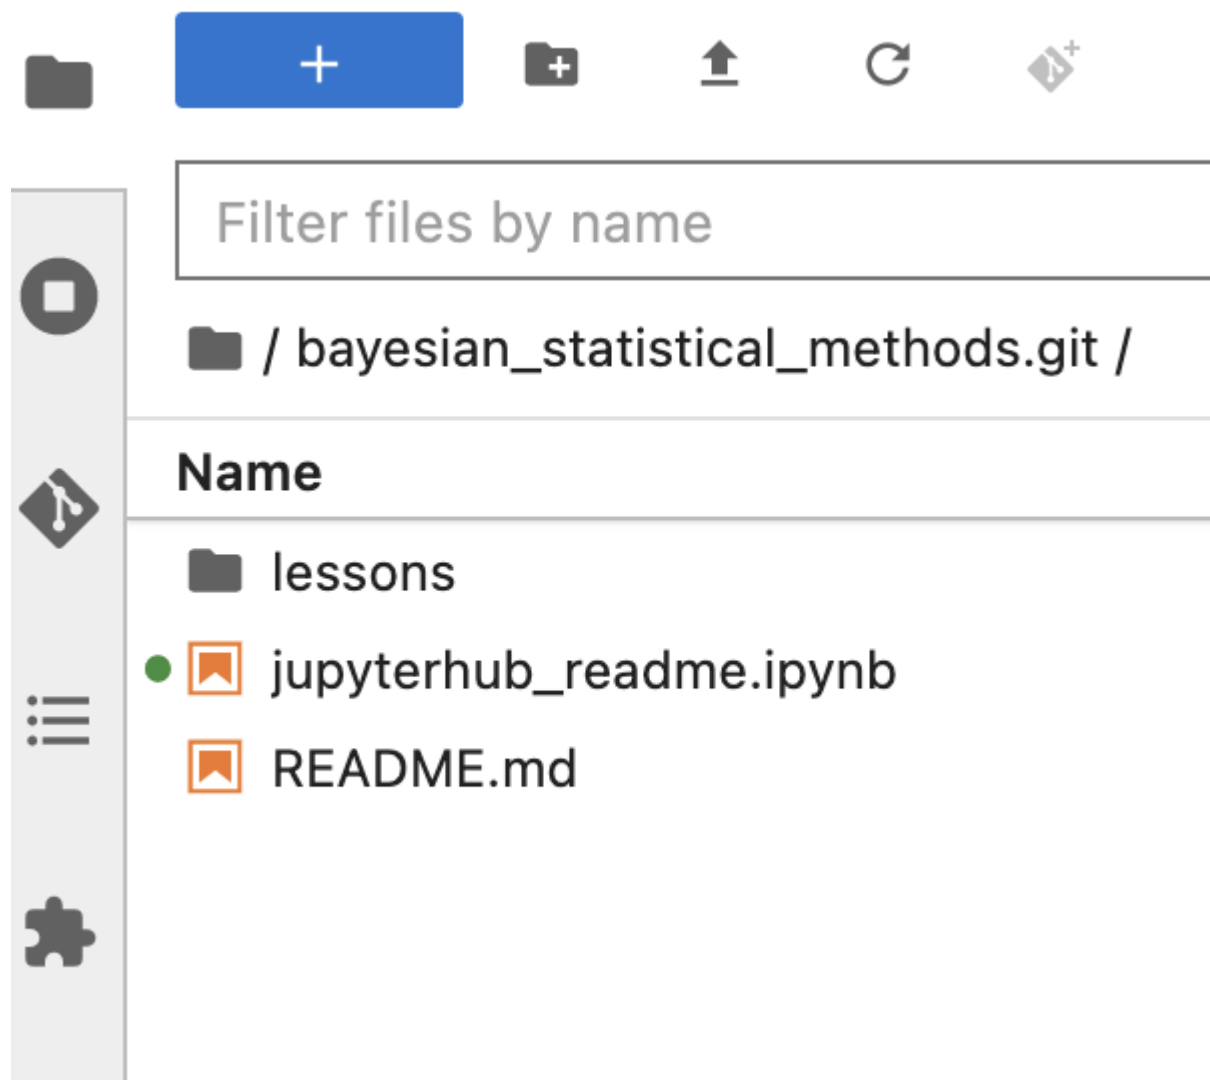 Filter files by name
/ bayesian_statistical_methods.git /
Name
lessons
jupyterhub_readme.ipynb
README.md